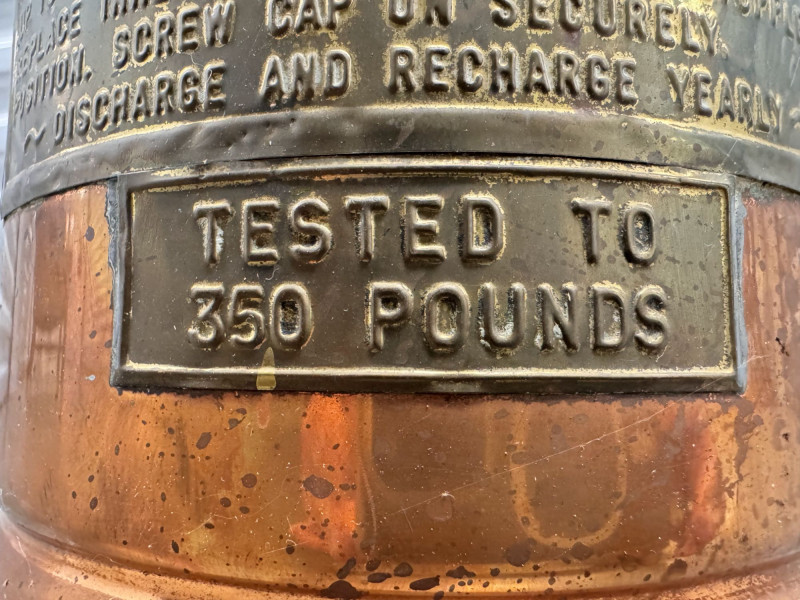 SCREW CAP ON SECURELY.
POSITION.
~ DISCHARGE AND RECHARGE YEARLY ~
TESTED TO
350 POUNDS